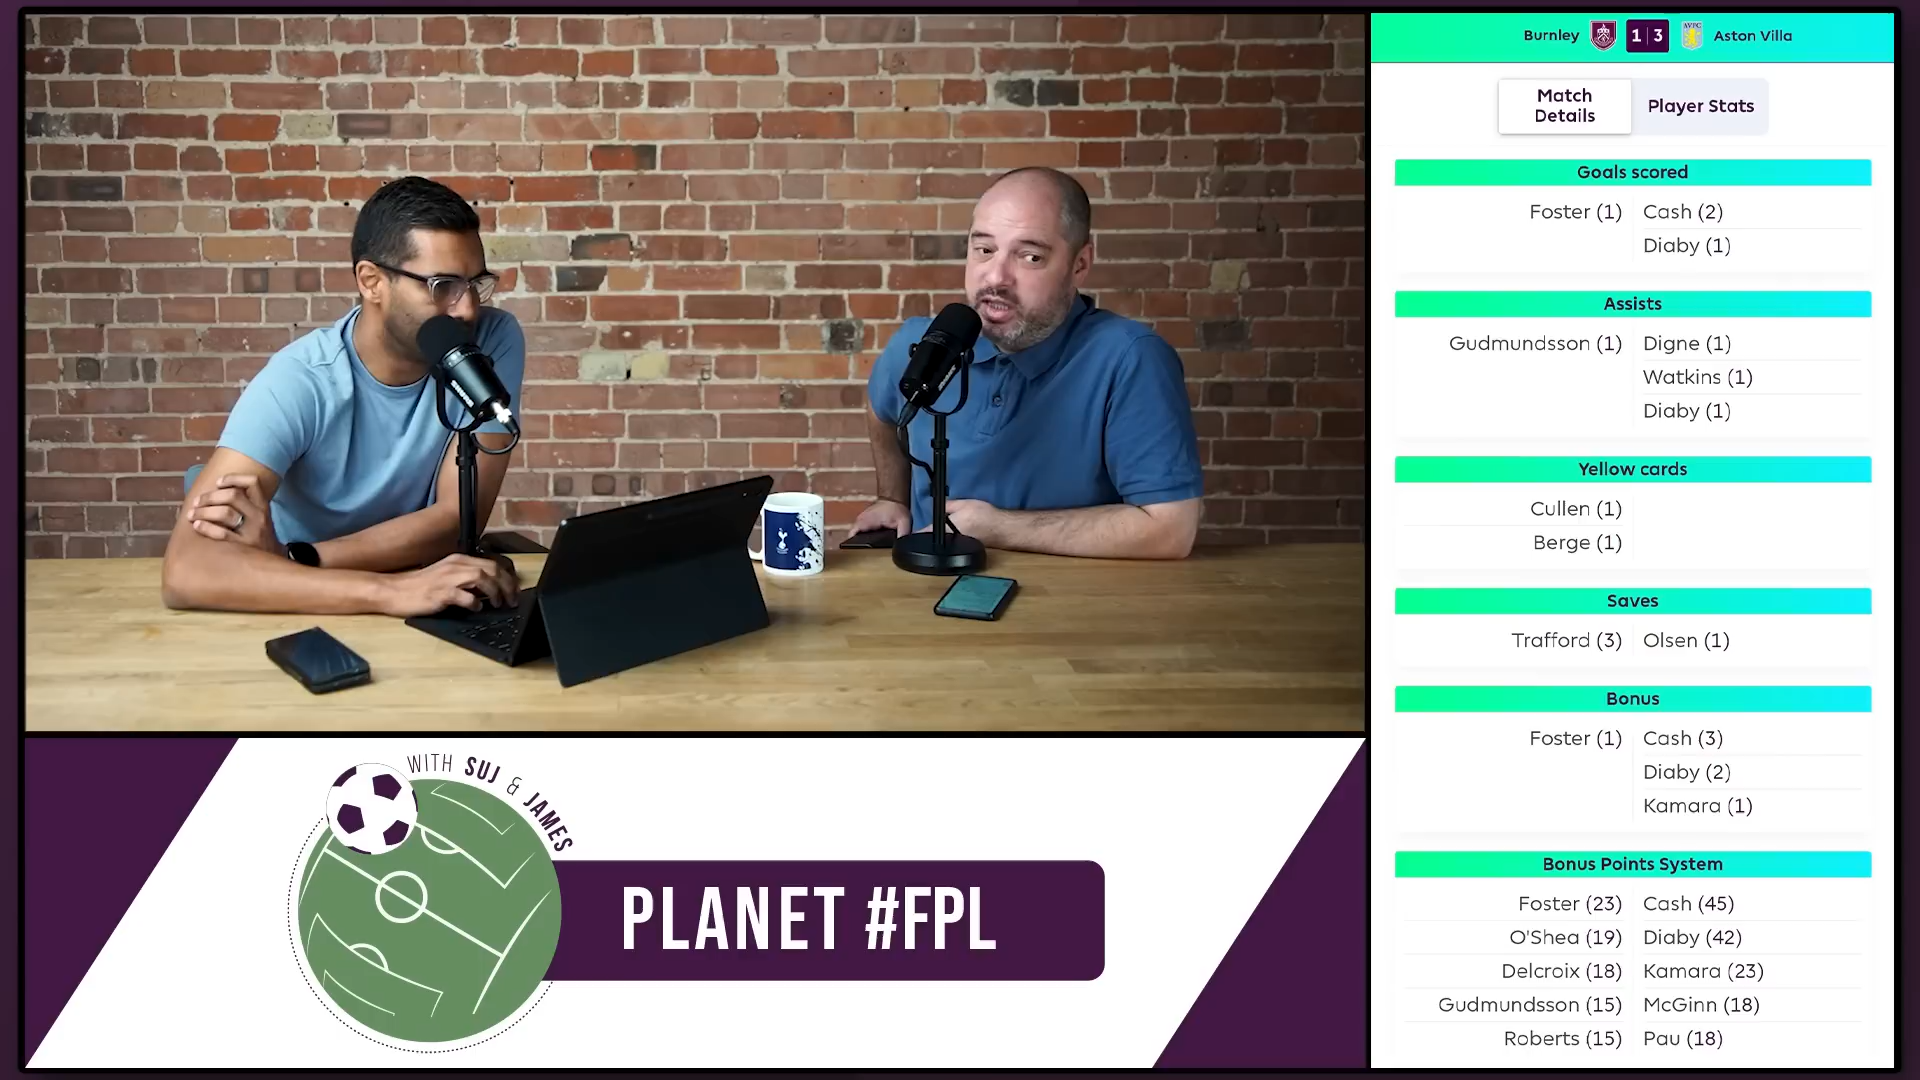 Burnley 1 3 Aston Villa
Match
Details
Player Stats
Goals scored
Foster (1) Cash (2)
Diaby (1)
Assists
Gudmundsson (1) Digne (1)
Watkins (1)
Diaby (1)
Yellow cards
Cullen (1)
Berge (1)
Saves
Trafford (3) Olsen (1)
Bonus
Foster (1) Cash (3)
Diaby (2)
Kamara (1)
Bonus Points System
Foster (23) Cash (45)
O'Shea (19) Diaby (42)
Delcroix (18) Kamara (23)
Gudmundsson (15) McGinn (18)
Roberts (15) Pau (18)
WITH SUJ & JAMES
PLANET #FPL